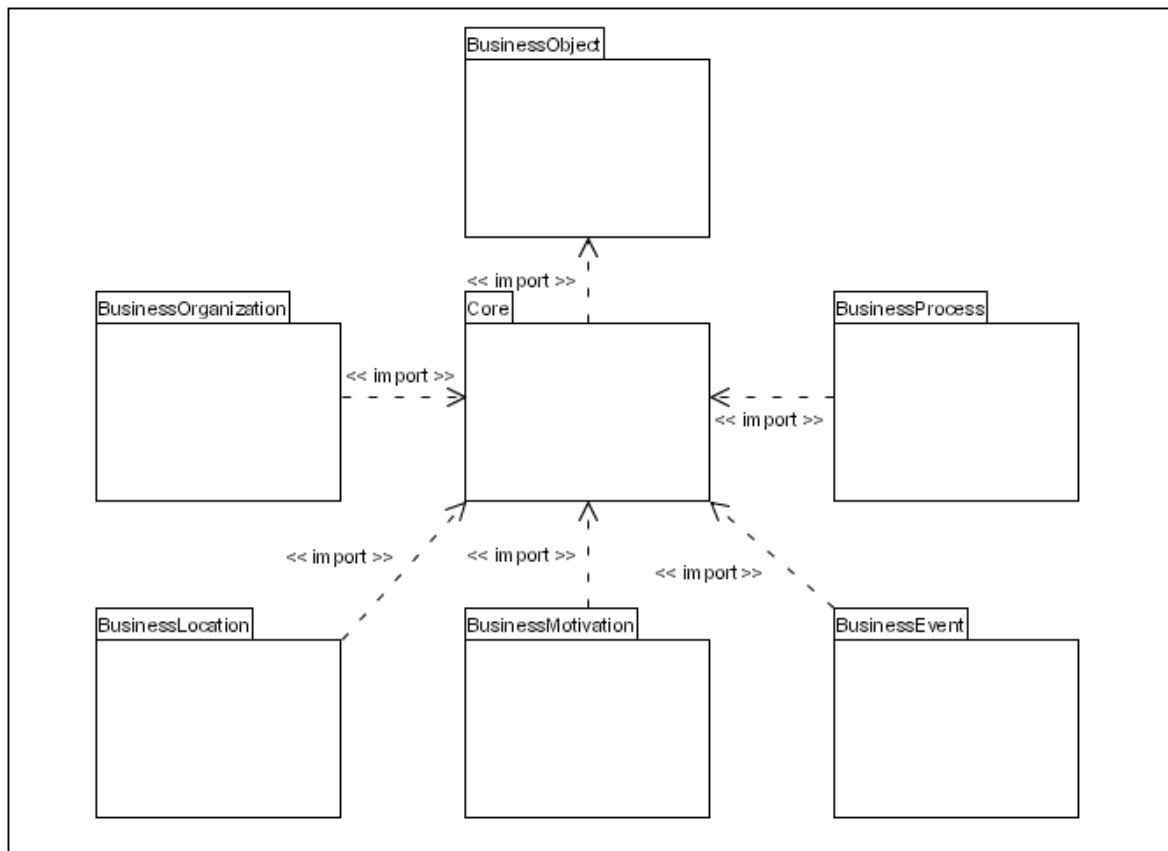 BusinessObject
<< import >>
BusinessOrganization
Core
BusinessProcess
<< import >>
<< import >>
<< import >>
<< import >>
<< import >>
BusinessLocation
BusinessMotivation
BusinessEvent